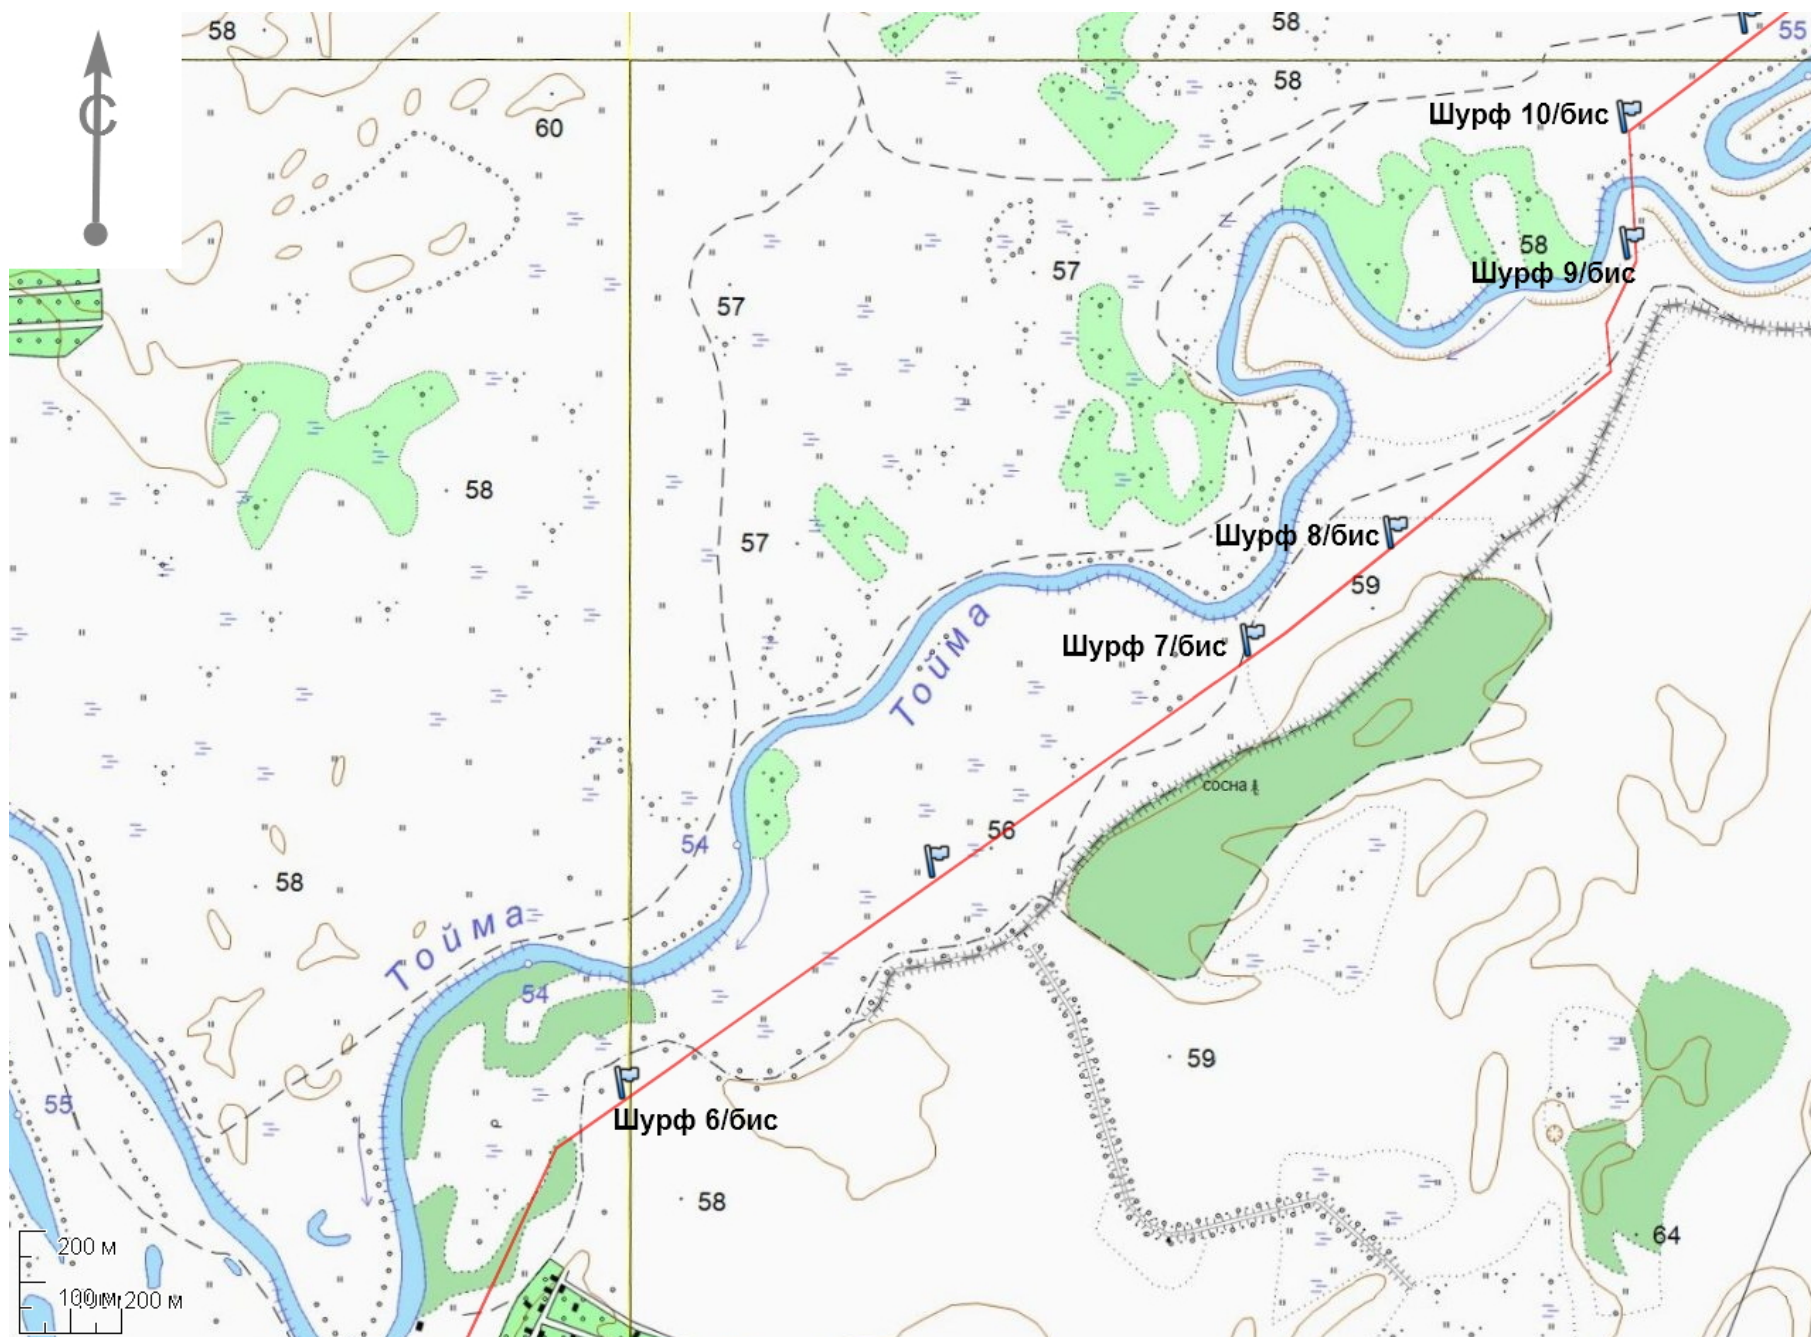 58
58
55
С
58
Шурф 10/бис
60
58
Шурф 9/бис
57
57
58
57
Шурф 8/бис
59
Тойма
Шурф 7/бис
сосна
56
54
58
Тойма
54
59
55
Шурф 6/бис
р
58
64
200 м
100 м
200 м